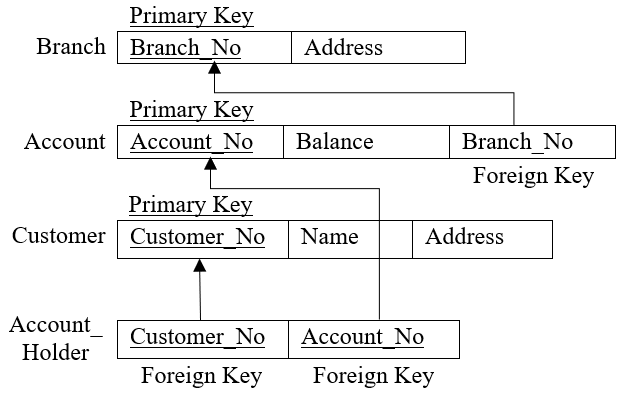 Primary Key
Branch Branch_No Address
Primary Key
Account Account_No Balance Branch_No
Foreign Key
Primary Key
Customer Customer_No Name Address
Account_
Holder
Customer_No Account_No
Foreign Key Foreign Key